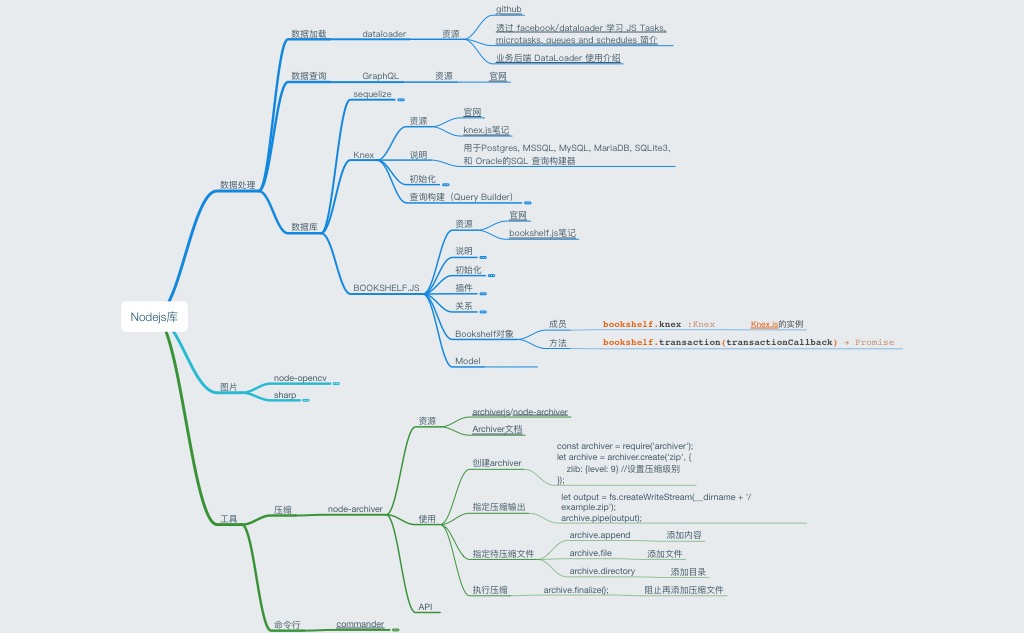 Nodejs库
数据处理
数据加载
dataloader
资源
github
透过 facebook/dataloader 学习 JS Tasks,
microtasks, queues and schedules 简介
业务后端 DataLoader 使用介绍
数据查询
GraphQL
资源
官网
数据库
sequelize
Knex
资源
官网
knex.js笔记
说明
用于Postgres, MSSQL, MySQL, MariaDB, SQLite3,
和 Oracle的SQL 查询构建器
初始化
查询构建（Query Builder）
BOOKSHELF.JS
资源
官网
bookshelf.js笔记
说明
初始化
插件
关系
Bookshelf对象
成员
bookshelf.knex :Knex
Knex.js的实例
方法
bookshelf.transaction(transactionCallback) → Promise
Model
图片
node-opencv
sharp
工具
压缩
node-archiver
资源
archiverjs/node-archiver
Archiver文档
使用
创建archiver
const archiver = require('archiver');
let archive = archiver.create('zip', {
zlib: {level: 9} //设置压缩级别
});
指定压缩输出
let output = fs.createWriteStream(__dirname + '/
example.zip');
archive.pipe(output);
指定待压缩文件
archive.append
添加内容
archive.file
添加文件
archive.directory
添加目录
执行压缩
archive.finalize();
阻止再添加压缩文件
API
命令行
commander